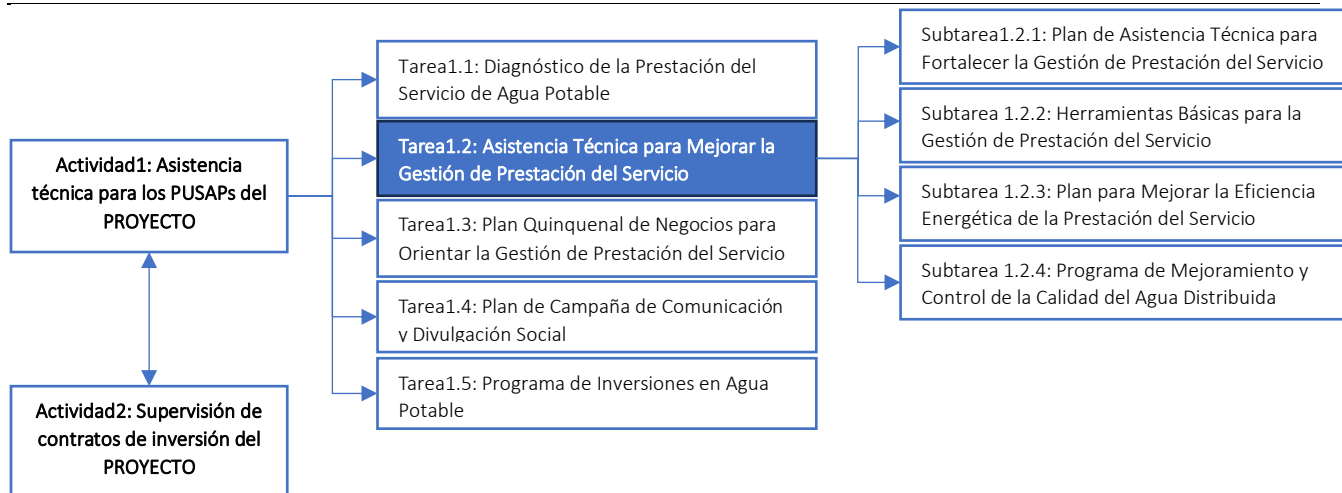 Actividad1: Asistencia
técnica para los PUSAPs del
PROYECTO
Actividad2: Supervisión de
contratos de inversión del
PROYECTO
Tarea1.1: Diagnóstico de la Prestación del
Servicio de Agua Potable
Tarea1.2: Asistencia Técnica para Mejorar la
Gestión de Prestación del Servicio
Tarea1.3: Plan Quinquenal de Negocios para
Orientar la Gestión de Prestación del Servicio
Tarea1.4: Plan de Campaña de Comunicación
y Divulgación Social
Tarea1.5: Programa de Inversiones en Agua
Potable
Subtarea1.2.1: Plan de Asistencia Técnica para
Fortalecer la Gestión de Prestación del Servicio
Subtarea 1.2.2: Herramientas Básicas para la
Gestión de Prestación del Servicio
Subtarea 1.2.3: Plan para Mejorar la Eficiencia
Energética de la Prestación del Servicio
Subtarea 1.2.4: Programa de Mejoramiento y
Control de la Calidad del Agua Distribuida